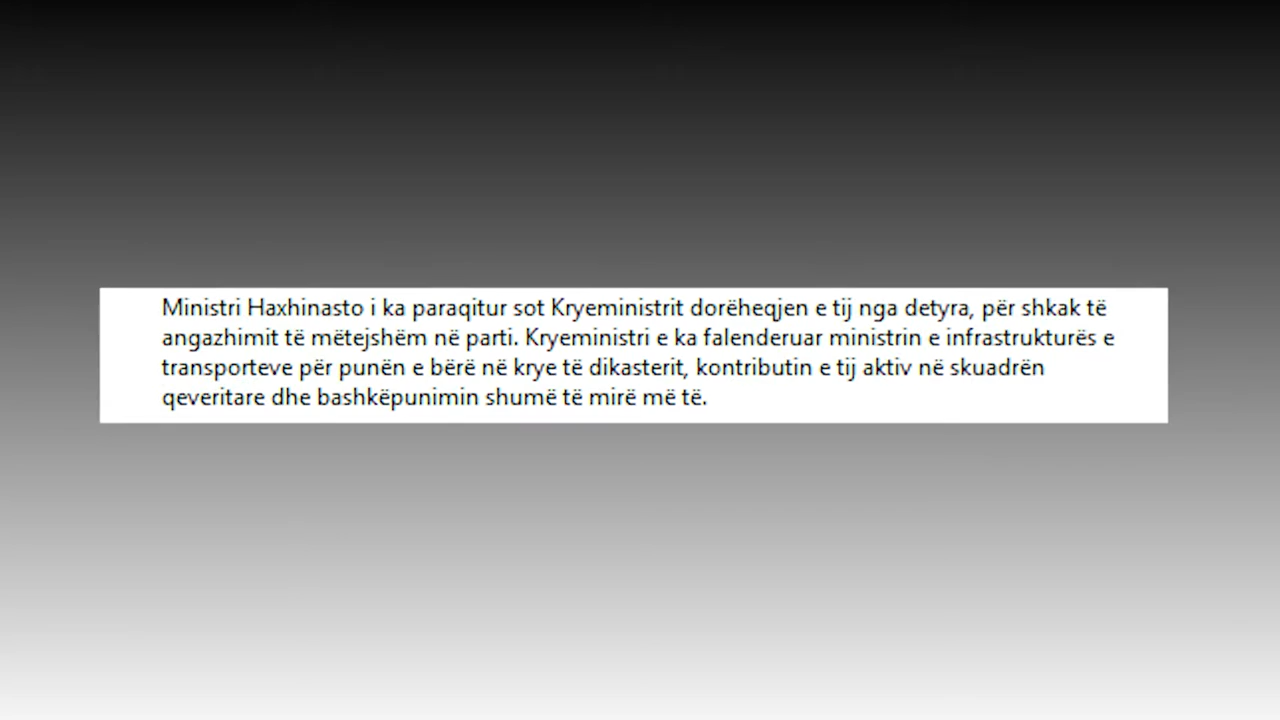 Ministri Haxhinasto i ka paraqitur sot Kryeministrit dorëheqjen e tij nga detyra, për shkak të
angazhimit të mëtejshëm në parti. Kryeministri e ka falenderuar ministrin e infrastrukturës e
transporteve për punën e bërë në krye të dikasterit, kontributin e tij aktiv në skuadrën
qeveritare dhe bashkëpunimin shumë të mirë më të.